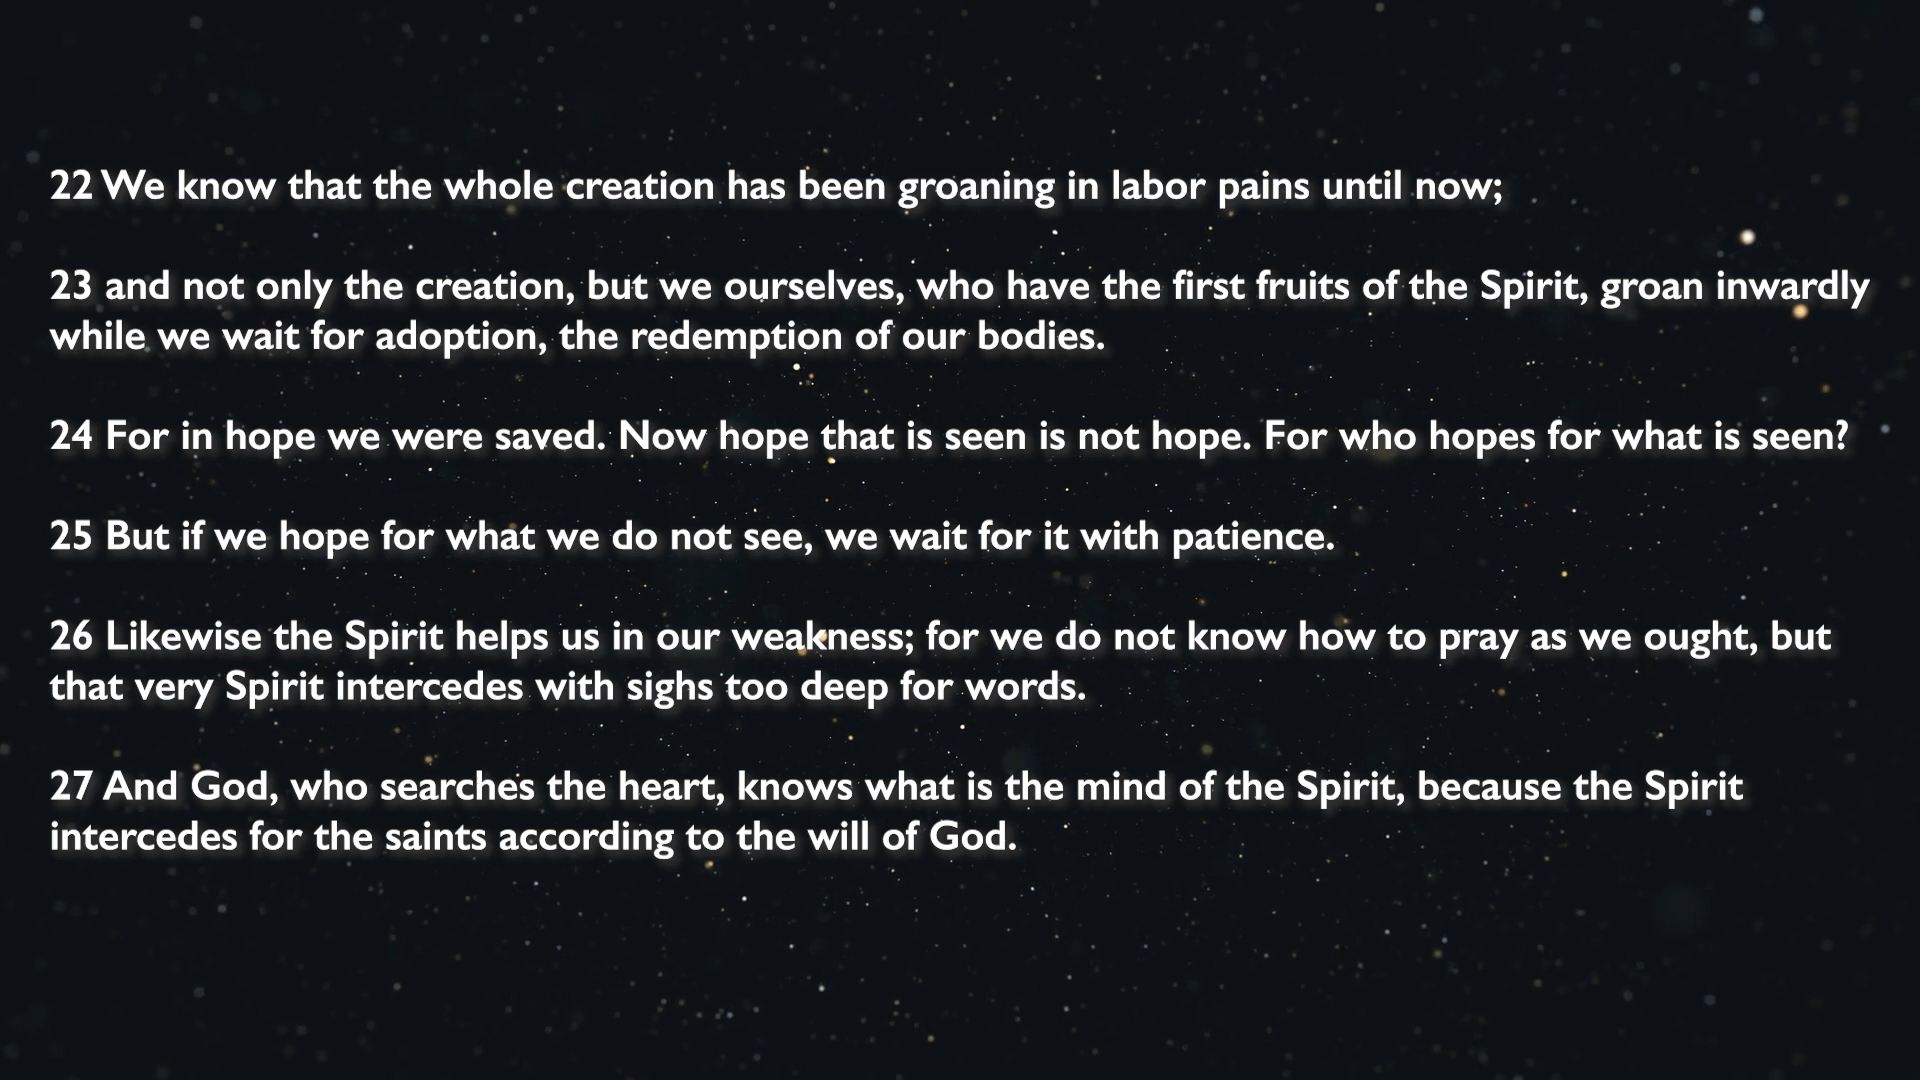 22 We know that the whole creation has been groaning in labor pains until now;
23 and not only the creation, but we ourselves, who have the first fruits of the Spirit, groan inwardly
while we wait for adoption, the redemption of our bodies.
24 For in hope we were saved. Now hope that is seen is not hope. For who hopes for what is seen?
25 But if we hope for what we do not see, we wait for it with patience.
26 Likewise the Spirit helps us in our weakness; for we do not know how to pray as we ought, but
that very Spirit intercedes with sighs too deep for words.
27 And God, who searches the heart, knows what is the mind of the Spirit, because the Spirit
intercedes for the saints according to the will of God.